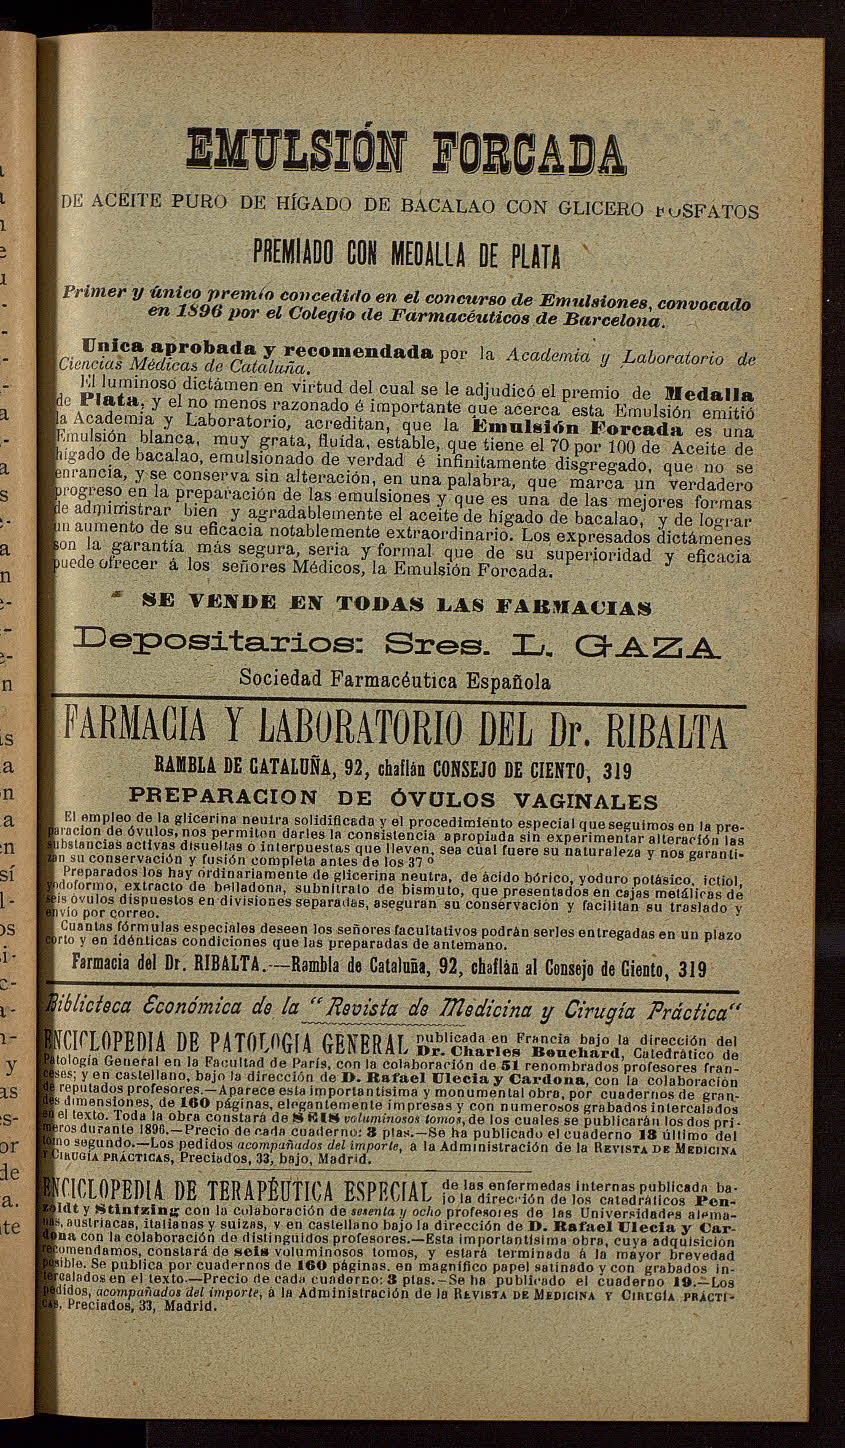 EMULSIÓN FORCADA
DE ACEITE PURO DE HÍGADO DE BACALAO CON GLICERO FOSFATOS
PREMIADO CON MEDALLA DE PLATA
Primer y único premio concedido en el concurso de Emulsiones, convocado
en 1896 por el Colegio de Farmacéuticos de Barcelona.
Unica aprobada y recomendada por la Academia y Laboratorio de
Ciencias Médicas de Cataluña.
El luminoso dictámen en virtud del cual se le adjudicó el premio de Medalla
de Plata, y el no menos razonado é importante que acerca esta Emulsión emitió
la Academia y Laboratorio, acreditan, que la Emulsión Forcada es una
Emulsión blanca, muy grata, fluída, estable, que tiene el 70 por 100 de Aceite de
hígado de bacalao, emulsionado de verdad é infinitamente disgregado, que no se
enrancia, y se conserva sin alteración, en una palabra, que marca un verdadero
progreso en la preparación de las emulsiones y que es una de las mejores formas
de administrar bien y agradablemente el aceite de hígado de bacalao, y de lograr
un aumento de su eficacia notablemente extraordinario. Los expresados dictámenes
son la garantía más segura, seria y formal que de su superioridad y eficacia
puede ofrecer á los señores Médicos, la Emulsión Forcada.
SE VENDE EN TODAS LAS FARMACIAS
Depositarios: Sres. L. GAZA
Sociedad Farmacéutica Española
FARMACIA Y LABORATORIO DEL Dr. RIBALTA
RAMBLA DE CATALUÑA, 92, chaflán CONSEJO DE CIENTO, 319
PREPARACION DE ÓVULOS VAGINALES
El empleo de la glicerina neutra solidificada y el procedimiento especial que seguimos en la pre-
paracion de óvulos, nos permiton darles la consistencia apropiada sin experimentar alteración las
substancias activas disueltas ó interpuestas que lleven, sea cual fuere su naturaleza y nos garanti-
zan su conservación y fusión completa antes de los 37 º
Preparados los hay ordinariamente de glicerina neutra, de ácido bórico, yoduro potásico, ictiol,
yodoformo, extracto de belladona, subnitrato de bismuto, que presentados en cajas metálicas de
seis óvulos dispuestos en divisiones separadas, aseguran su conservación y facilitan su traslado y
envío por correo.
Cuantas fórmulas especiales deseen los señores facultativos podrán serles entregadas en un plazo
corto y en idénticas condiciones que las preparadas de antemano.
Farmacia del Dr. RIBALTA.—Rambla de Cataluña, 92, chaflán al Consejo de Ciento, 319
Biblioteca Económica de la "Revista de Medicina y Cirugía Práctica"
ENCICLOPEDIA DE PATOLOGIA GENERAL publicada en Francia bajo la dirección del
Dr. Charles Bouchard, Catedrático de
Patología General en la Facultad de París, con la colaboración de 51 renombrados profesores fran-
ceses; y en castellano, bajo la dirección de D. Rafael Ulecia y Cardona, con la colaboración
de reputados profesores.—Aparece esta importantísima y monumental obra, por cuadernos de gran-
des dimensiones, de 160 páginas, elegantemente impresas y con numerosos grabados intercalados
en el texto. Toda la obra constará de SEIS voluminosos tomos, de los cuales se publicarán los dos pri-
meros durante 1896.—Precio de cada cuaderno: 3 ptas.—Se ha publicado el cuaderno 13 último del
tomo segundo.—Los pedidos acompañados del importe, a la Administración de la REVISTA DE MEDICINA
Y CIRUGÍA PRÁCTICAS, Preciados, 33, bajo, Madrid.
ENCICLOPEDIA DE TERAPÉUTICA ESPECIAL de las enfermedades internas publicada ba-
jo la dirección de los catedráticos Pen-
zoldt y Stintzing con la colaboración de sesenta y ocho profesores de las Universidades alema-
nas, austriacas, italianas y suizas, y en castellano bajo la dirección de D. Rafael Ulecia y Car-
dona con la colaboración de distinguidos profesores.—Esta importantísima obra, cuya adquisición
recomendamos, constará de seis voluminosos tomos, y estará terminada á la mayor brevedad
posible. Se publica por cuadernos de 160 páginas. en magnífico papel satinado y con grabados in-
tercalados en el texto.—Precio de cada cuaderno: 3 ptas.—Se ha publicado el cuaderno 19.—Los
pedidos, acompañados del importe, à la Administración de la REVISTA DE MEDICINA Y CIRUGÍA PRÁCTI-
CAS, Preciados, 33, Madrid.